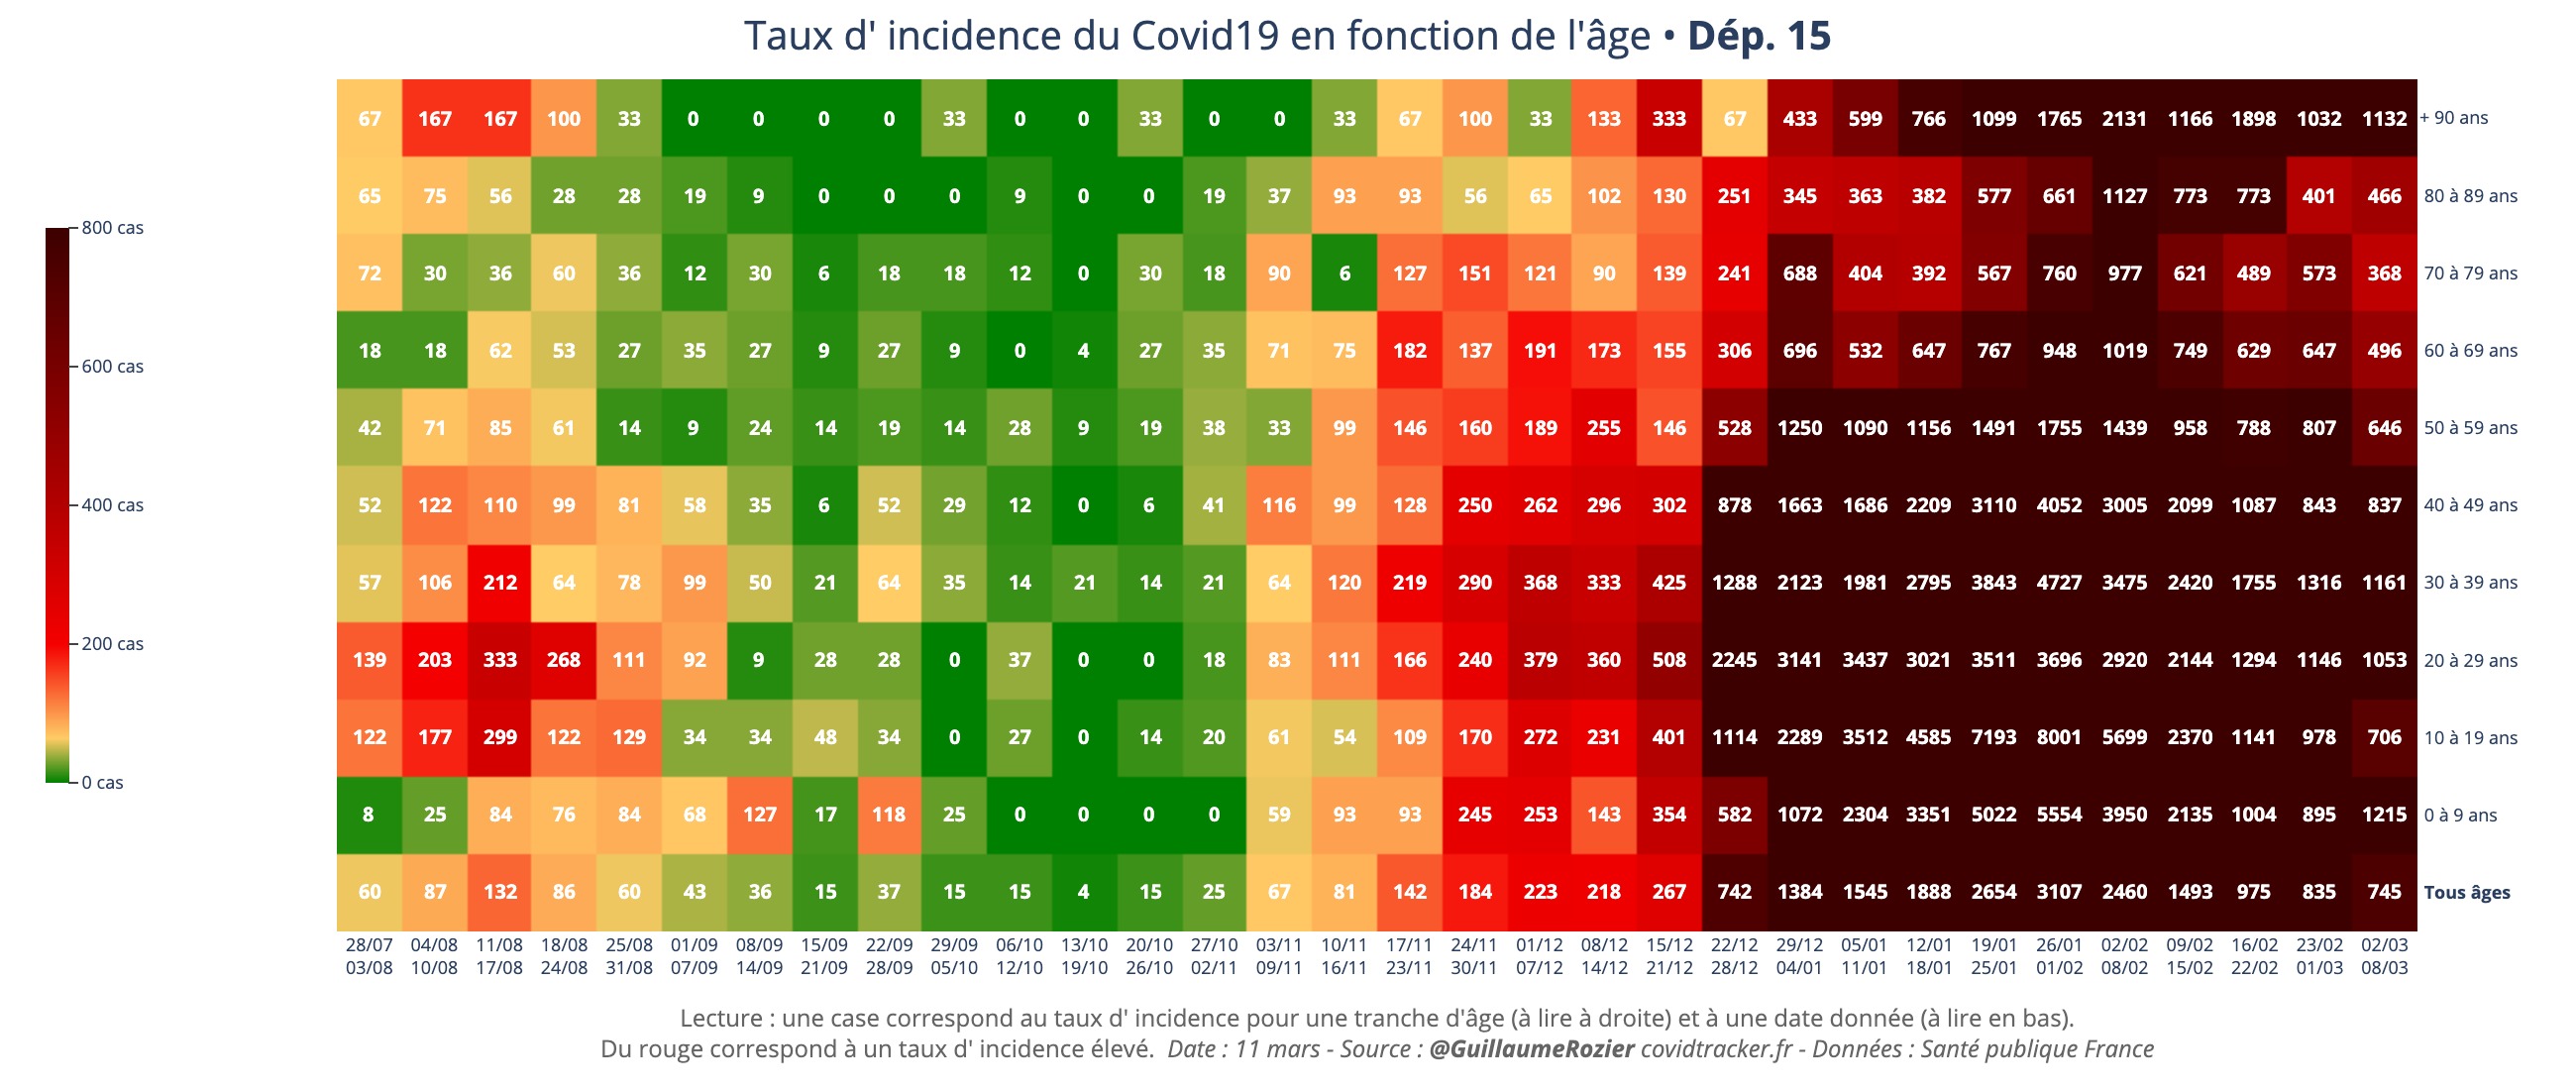 Taux d' incidence du Covid19 en fonction de l'âge • Dép. 15
67 167 167 100 33 0 0 0 0 33 0 0 33 0 0 33 67 100 33 133 333 67 433 599 766 1099 1765 2131 1166 1898 1032 1132 + 90 ans
65 75 56 28 28 19 9 0 0 0 9 0 0 19 37 93 93 56 65 102 130 251 345 363 382 577 661 1127 773 773 401 466 80 à 89 ans
800 cas
72 30 36 60 36 12 30 6 18 18 12 0 30 18 90 6 127 151 121 90 139 241 688 404 392 567 760 977 621 489 573 368 70 à 79 ans
18 18 62 53 27 35 27 9 27 9 0 4 27 35 71 75 182 137 191 173 155 306 696 532 647 767 948 1019 749 629 647 496 60 à 69 ans
600 cas
42 71 85 61 14 9 24 14 19 14 28 9 19 38 33 99 146 160 189 255 146 528 1250 1090 1156 1491 1755 1439 958 788 807 646 50 à 59 ans
400 cas
52 122 110 99 81 58 35 6 52 29 12 0 6 41 116 99 128 250 262 296 302 878 1663 1686 2209 3110 4052 3005 2099 1087 843 837 40 à 49 ans
57 106 212 64 78 99 50 21 64 35 14 21 14 21 64 120 219 290 368 333 425 1288 2123 1981 2795 3843 4727 3475 2420 1755 1316 1161 30 à 39 ans
200 cas
139 203 333 268 111 92 9 28 28 0 37 0 0 18 83 111 166 240 379 360 508 2245 3141 3437 3021 3511 3696 2920 2144 1294 1146 1053 20 à 29 ans
122 177 299 122 129 34 34 48 34 0 27 0 14 20 61 54 109 170 272 231 401 1114 2289 3512 4585 7193 8001 5699 2370 1141 978 706 10 à 19 ans
0 cas
8 25 84 76 84 68 127 17 118 25 0 0 0 0 59 93 93 245 253 143 354 582 1072 2304 3351 5022 5554 3950 2135 1004 895 1215 0 à 9 ans
60 87 132 86 60 43 36 15 37 15 15 4 15 25 67 81 142 184 223 218 267 742 1384 1545 1888 2654 3107 2460 1493 975 835 745 Tous âges
28/07 04/08 11/08 18/08 25/08 01/09 08/09 15/09 22/09 29/09 06/10 13/10 20/10 27/10 03/11 10/11 17/11 24/11 01/12 08/12 15/12 22/12 29/12 05/01 12/01 19/01 26/01 02/02 09/02 16/02 23/02 02/03
03/08 10/08 17/08 24/08 31/08 07/09 14/09 21/09 28/09 05/10 12/10 19/10 26/10 02/11 09/11 16/11 23/11 30/11 07/12 14/12 21/12 28/12 04/01 11/01 18/01 25/01 01/02 08/02 15/02 22/02 01/03 08/03
Lecture : une case correspond au taux d' incidence pour une tranche d'âge (à lire à droite) et à une date donnée (à lire en bas).
Du rouge correspond à un taux d' incidence élevé. Date : 11 mars - Source : @GuillaumeRozier covidtracker.fr - Données : Santé publique France